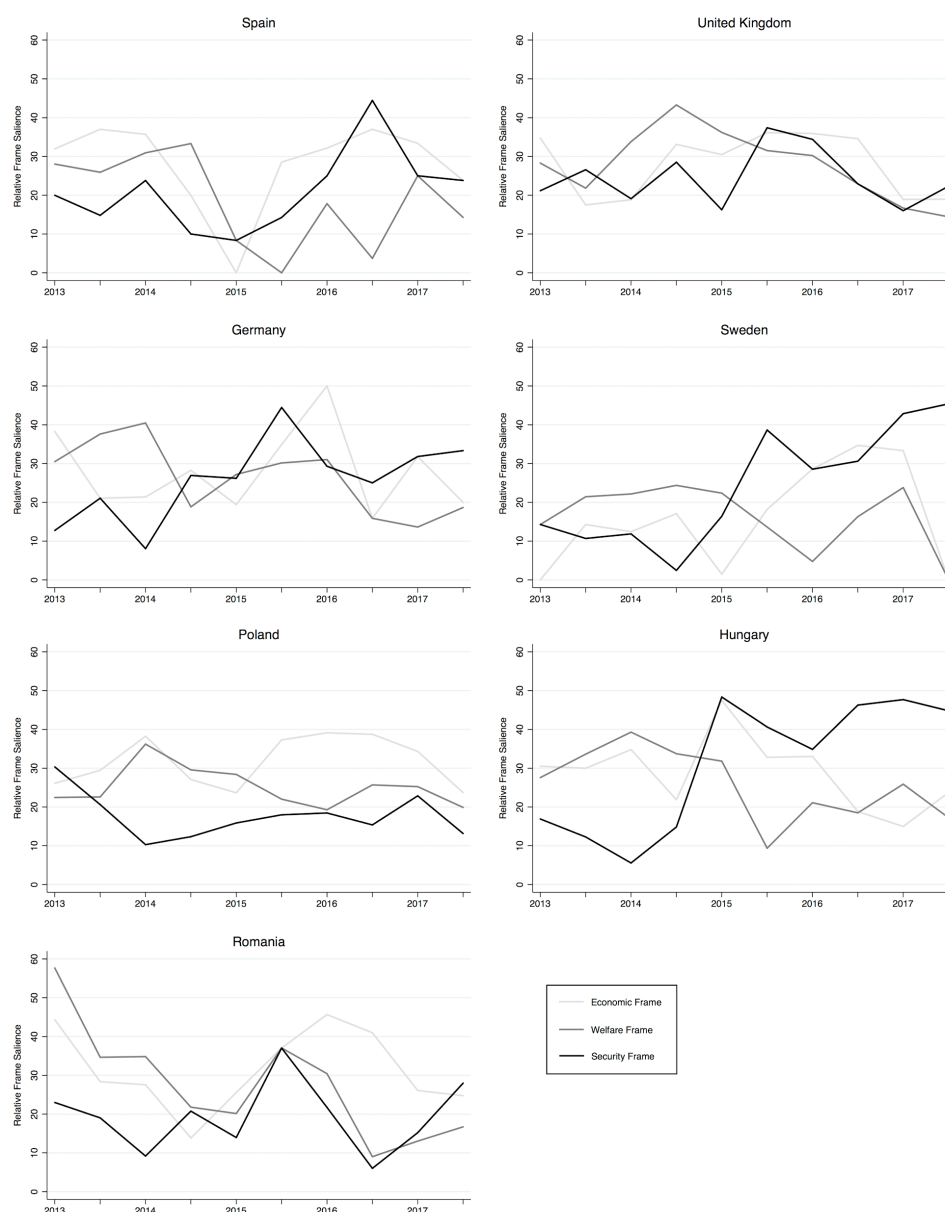 Spain
Relative Frame Salience
0 10 20 30 40 50 60
2013 2014 2015 2016 2017
United Kingdom
Relative Frame Salience
0 10 20 30 40 50 60
2013 2014 2015 2016 2017
Germany
Relative Frame Salience
0 10 20 30 40 50 60
2013 2014 2015 2016 2017
Sweden
Relative Frame Salience
0 10 20 30 40 50 60
2013 2014 2015 2016 2017
Poland
Relative Frame Salience
0 10 20 30 40 50 60
2013 2014 2015 2016 2017
Hungary
Relative Frame Salience
0 10 20 30 40 50 60
2013 2014 2015 2016 2017
Romania
Relative Frame Salience
0 10 20 30 40 50 60
2013 2014 2015 2016 2017
Economic Frame
Welfare Frame
Security Frame